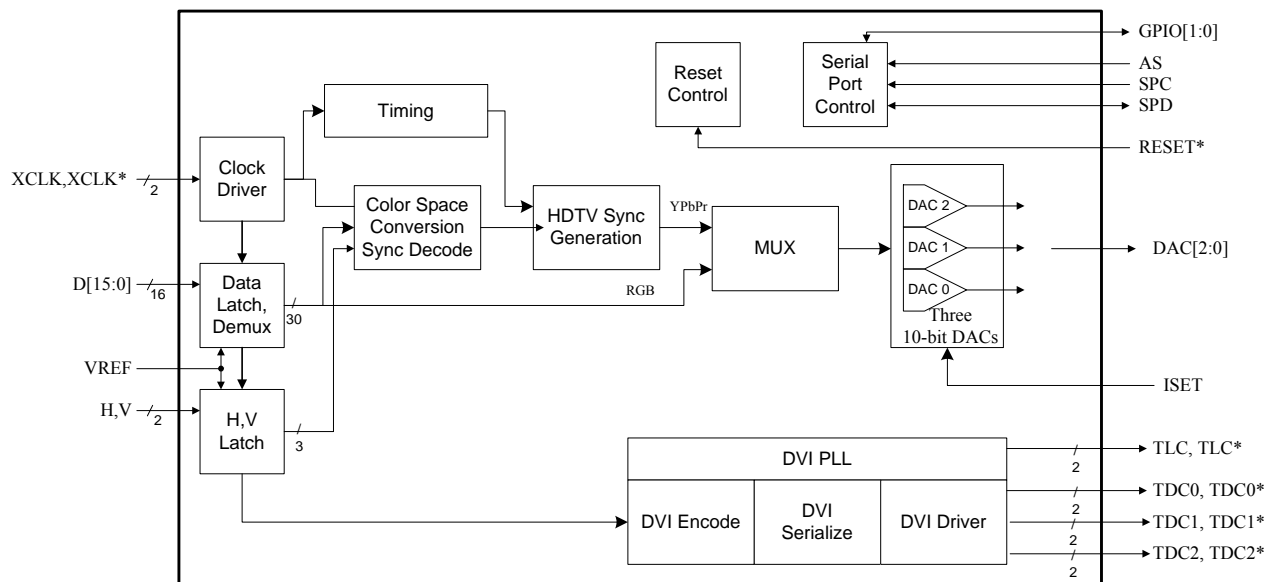 GPIO[1:0]
AS
SPC
SPD
Serial
Port
Control
Reset
Control
RESET*
Timing
XCLK,XCLK*
2
Clock
Driver
Color Space
Conversion
Sync Decode
HDTV Sync
Generation
YPbPr
MUX
DAC 2
DAC 1
DAC 0
Three
10-bit DACs
DAC[2:0]
D[15:0]
16
Data
Latch,
Demux
30
RGB
VREF
ISET
H,V
2
H,V
Latch
3
DVI PLL
DVI Encode
DVI
Serialize
DVI Driver
2
TLC, TLC*
2
TDC0, TDC0*
2
TDC1, TDC1*
2
TDC2, TDC2*